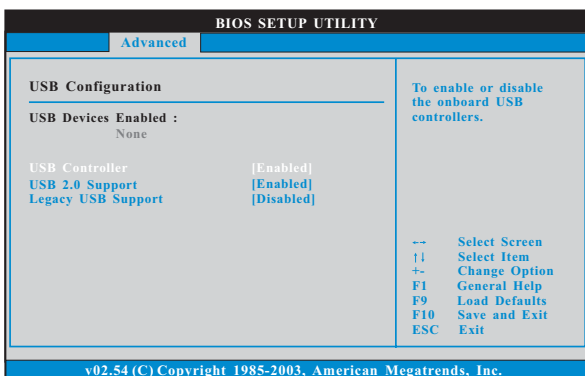 BIOS SETUP UTILITY
Advanced
USB Configuration
USB Devices Enabled :
None
USB Controller [Enabled]
USB 2.0 Support [Enabled]
Legacy USB Support [Disabled]
To enable or disable
the onboard USB
controllers.
←→ Select Screen
↑↓ Select Item
+- Change Option
F1 General Help
F9 Load Defaults
F10 Save and Exit
ESC Exit
v02.54 (C) Copyright 1985-2003, American Megatrends, Inc.